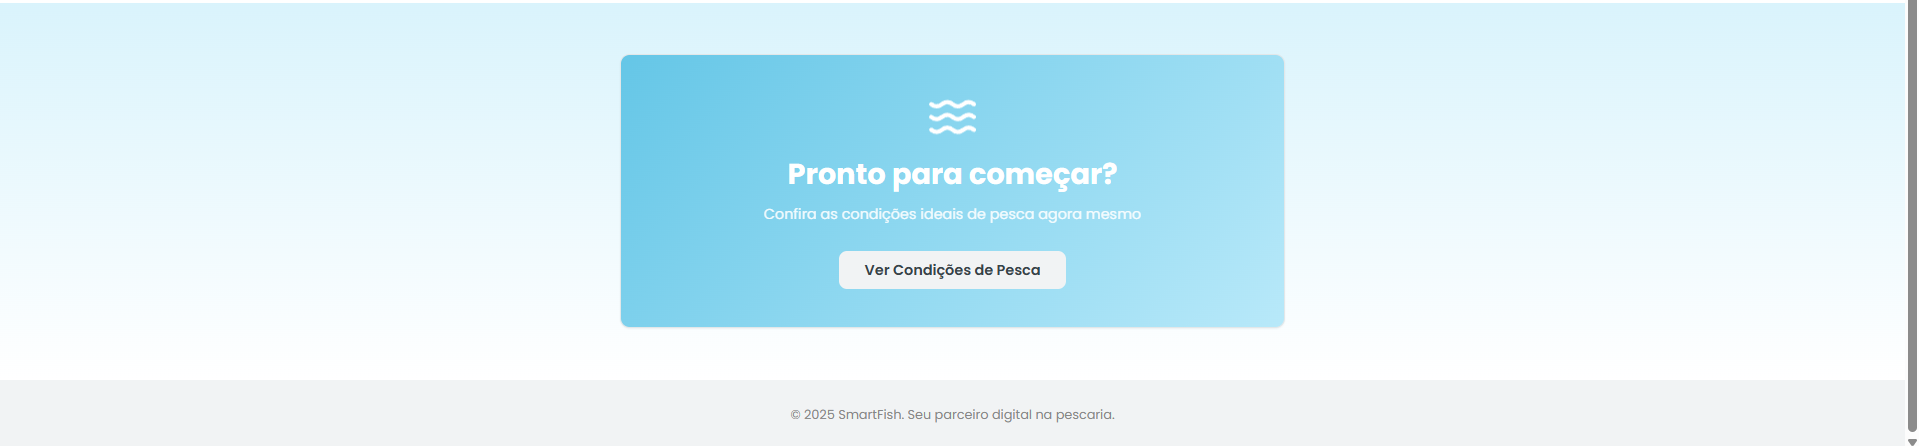 Pronto para começar?
Confira as condições ideais de pesca agora mesmo
Ver Condições de Pesca
© 2025 SmartFish. Seu parceiro digital na pescaria.